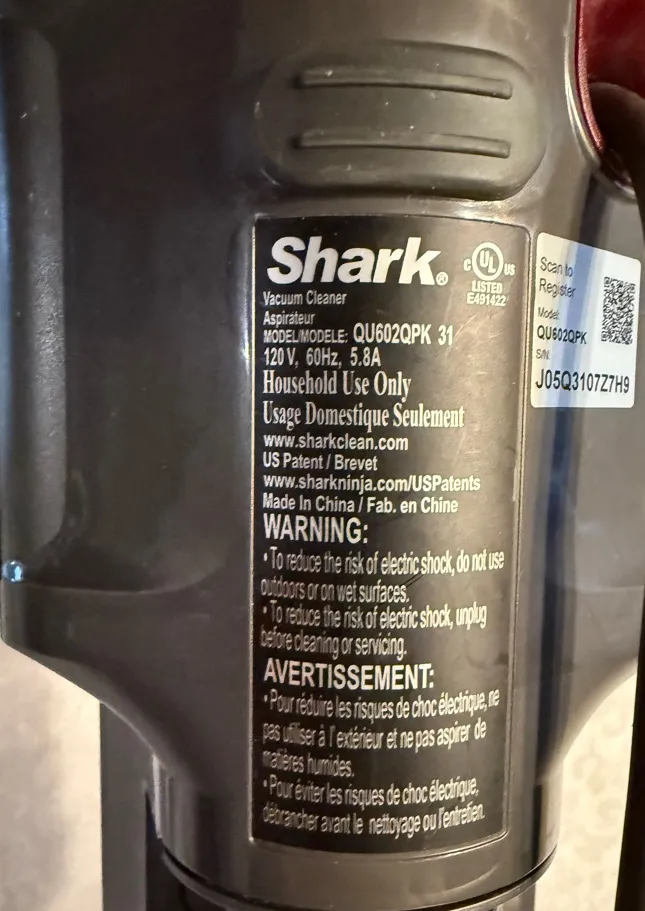 Shark®
C UL US
LISTED
E491422
Vacuum Cleaner
Aspirateur
MODEL/MODELE: QU602QPK 31
120 V, 60Hz, 5.8A
Household Use Only
Usage Domestique Seulement
www.sharkclean.com
US Patent / Brevet
www.sharkninja.com/USPatents
Made In China / Fab. en Chine
WARNING:
• To reduce the risk of electric shock, do not use
outdoors or on wet surfaces.
• To reduce the risk of electric shock, unplug
before cleaning or servicing.
AVERTISSEMENT:
• Pour réduire les risques de choc électrique, ne
pas utiliser à l'extérieur et ne pas aspirer de
matières humides.
• Pour éviter les risques de choc électrique,
débrancher avant le nettoyage ou l'entretien.
Scan to
Register
Model:
QU602QPK
S/N:
J05Q3107Z7H9